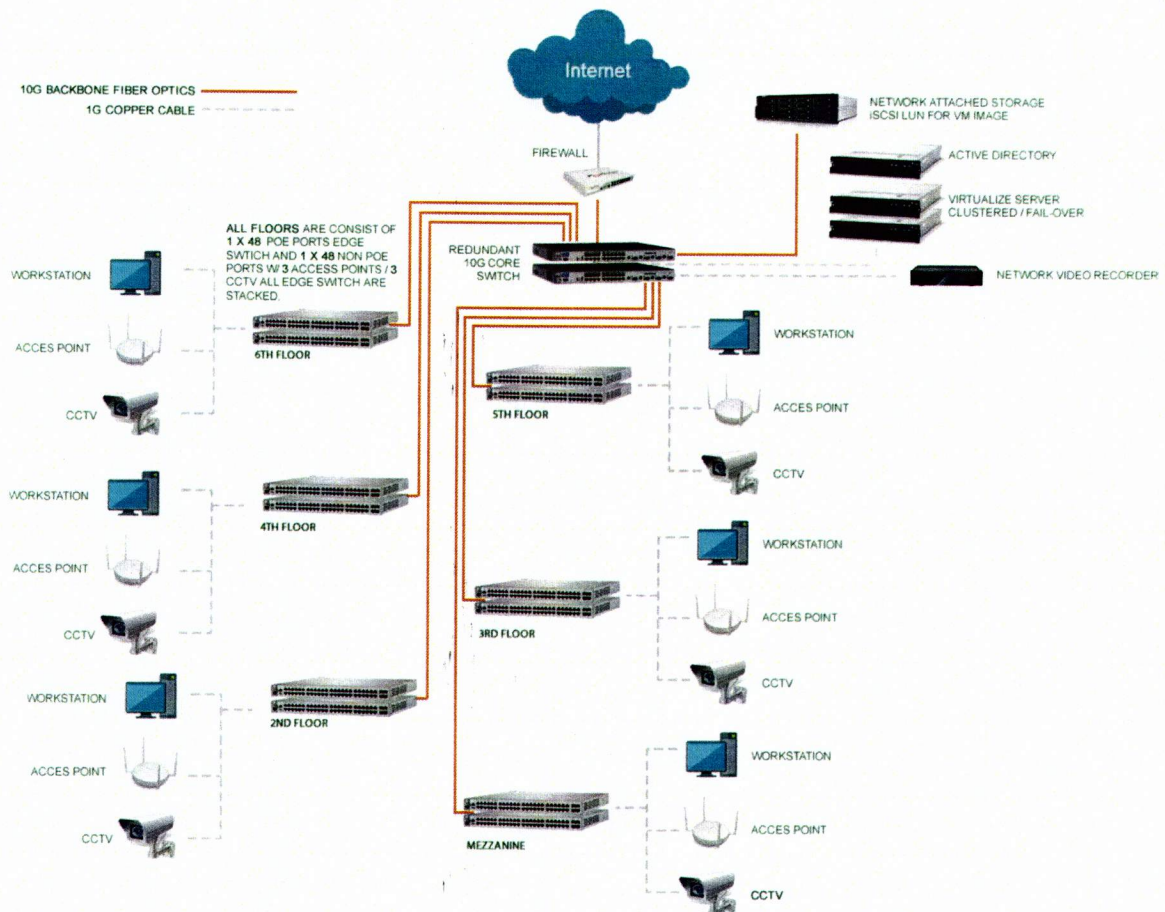 Internet
10G BACKBONE FIBER OPTICS
1G COPPER CABLE
NETWORK ATTACHED STORAGE
iSCSI LUN FOR VM IMAGE
FIREWALL
ACTIVE DIRECTORY
VIRTUALIZE SERVER
CLUSTERED / FAIL-OVER
ALL FLOORS ARE CONSIST OF
1 X 48 POE PORTS EDGE
SWTICH AND 1 X 48 NON POE
PORTS W/ 3 ACCESS POINTS / 3
CCTV ALL EDGE SWITCH ARE
STACKED.
REDUNDANT
10G CORE
SWTICH
NETWORK VIDEO RECORDER
WORKSTATION
ACCES POINT
CCTV
6TH FLOOR
WORKSTATION
ACCES POINT
CCTV
5TH FLOOR
WORKSTATION
ACCES POINT
CCTV
4TH FLOOR
WORKSTATION
ACCES POINT
CCTV
3RD FLOOR
WORKSTATION
ACCES POINT
CCTV
2ND FLOOR
WORKSTATION
ACCES POINT
CCTV
MEZZANINE